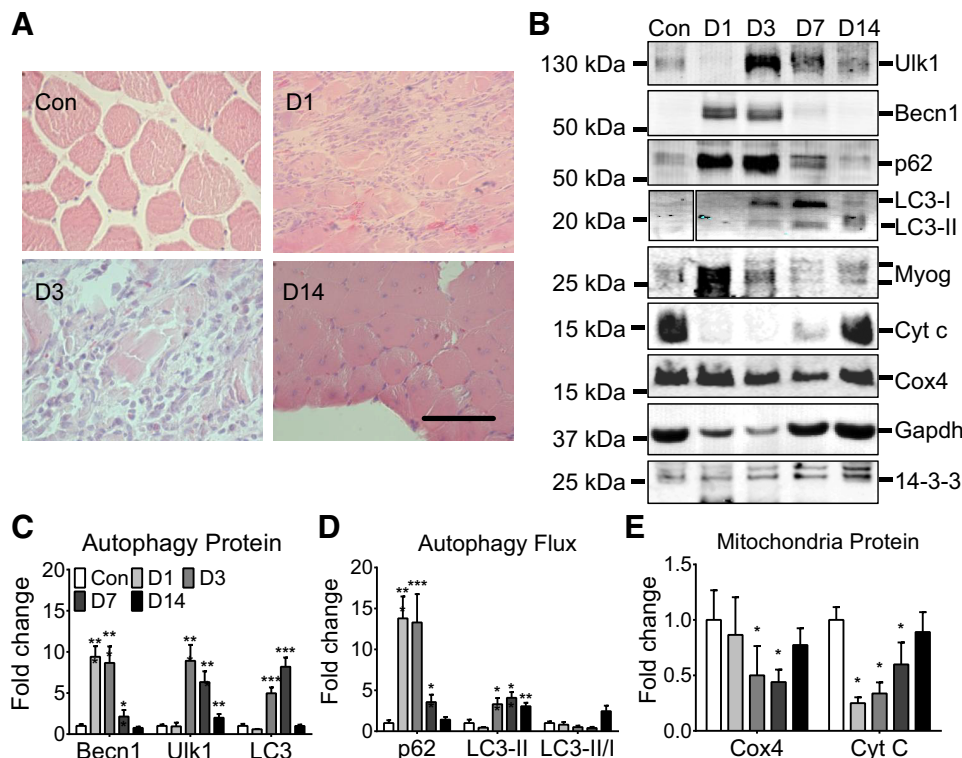 A
Con
D1
D3
D14
B
Con D1 D3 D7 D14
130 kDa Ulk1
Becn1
50 kDa
p62
50 kDa
LC3-I
20 kDa LC3-II
Myog
25 kDa
15 kDa Cyt c
Cox4
15 kDa
Gapdh
37 kDa
25 kDa 14-3-3
C
Autophagy Protein
Con D1 D3
D7 D14
Fold change
20
15
10
5
0
** * ** * * * ** * ** ** *** ***
Becn1 Ulk1 LC3
D
Autophagy Flux
Fold change
20
15
10
5
0
** * *** * * * * * **
p62 LC3-II LC3-II/I
E
Mitochondria Protein
Fold change
1.5
1.0
0.5
0.0
* * * * *
Cox4 Cyt C